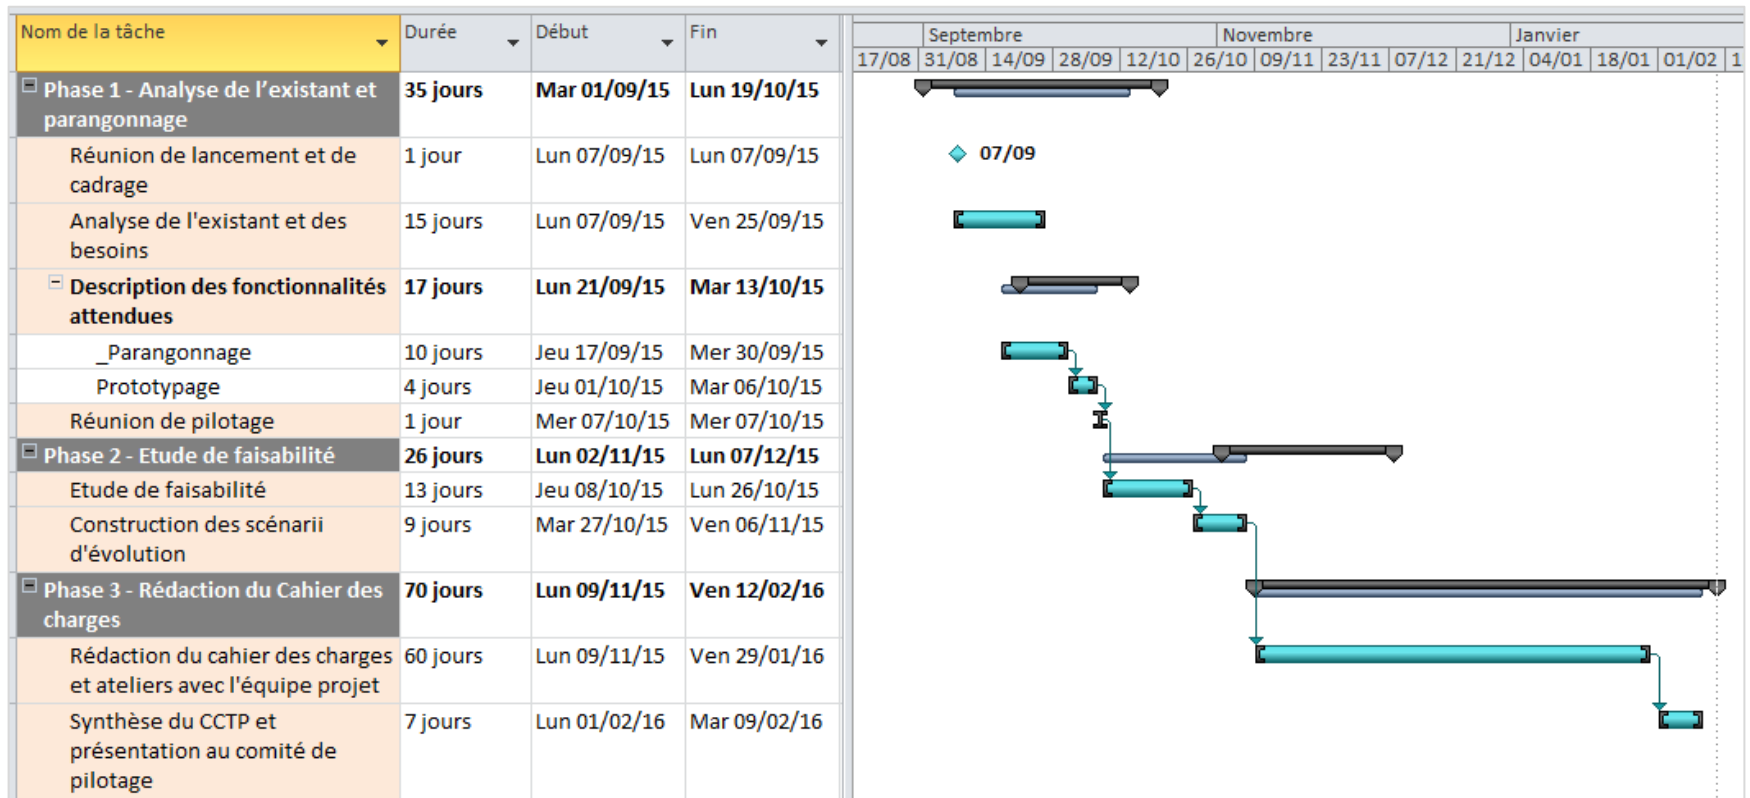 Nom de la tâche Durée Début Fin
Septembre Novembre Janvier
17/08 31/08 14/09 28/09 12/10 26/10 09/11 23/11 07/12 21/12 04/01 18/01 01/02 1
Phase 1 - Analyse de l’existant et 35 jours Mar 01/09/15 Lun 19/10/15
parangonnage
Réunion de lancement et de 1 jour Lun 07/09/15 Lun 07/09/15 07/09
cadrage
Analyse de l'existant et des 15 jours Lun 07/09/15 Ven 25/09/15
besoins
Description des fonctionnalités 17 jours Lun 21/09/15 Mar 13/10/15
attendues
_Parangonnage 10 jours Jeu 17/09/15 Mer 30/09/15
Prototypage 4 jours Jeu 01/10/15 Mar 06/10/15
Réunion de pilotage 1 jour Mer 07/10/15 Mer 07/10/15
Phase 2 - Etude de faisabilité 26 jours Lun 02/11/15 Lun 07/12/15
Etude de faisabilité 13 jours Jeu 08/10/15 Lun 26/10/15
Construction des scénarii 9 jours Mar 27/10/15 Ven 06/11/15
d'évolution
Phase 3 - Rédaction du Cahier des 70 jours Lun 09/11/15 Ven 12/02/16
charges
Rédaction du cahier des charges 60 jours Lun 09/11/15 Ven 29/01/16
et ateliers avec l'équipe projet
Synthèse du CCTP et 7 jours Lun 01/02/16 Mar 09/02/16
présentation au comité de
pilotage